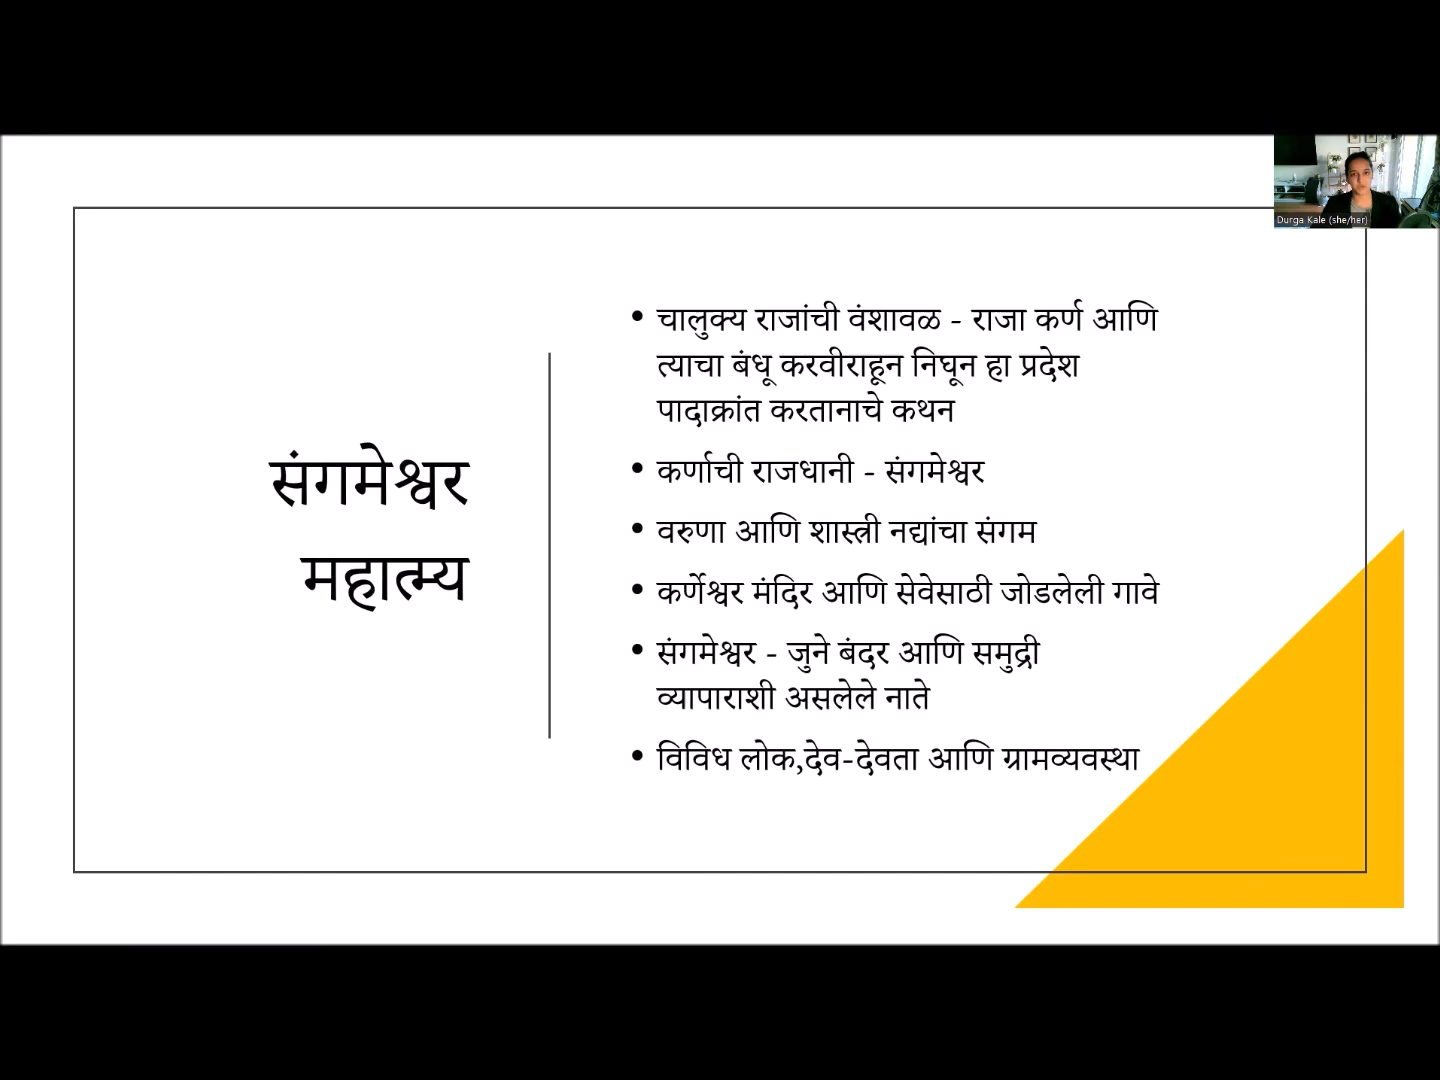 Durga Kale (she/her)
संगमेश्वर
महात्म्य
• चालुक्य राजांची वंशावळ - राजा कर्ण आणि
त्याचा बंधू करवीराहून निघून हा प्रदेश
पादाक्रांत करतानाचे कथन
• कर्णाची राजधानी - संगमेश्वर
• वरुणा आणि शास्त्री नद्यांचा संगम
• कर्णेश्वर मंदिर आणि सेवेसाठी जोडलेली गावे
• संगमेश्वर - जुने बंदर आणि समुद्री
व्यापाराशी असलेले नाते
• विविध लोक,देव-देवता आणि ग्रामव्यवस्था